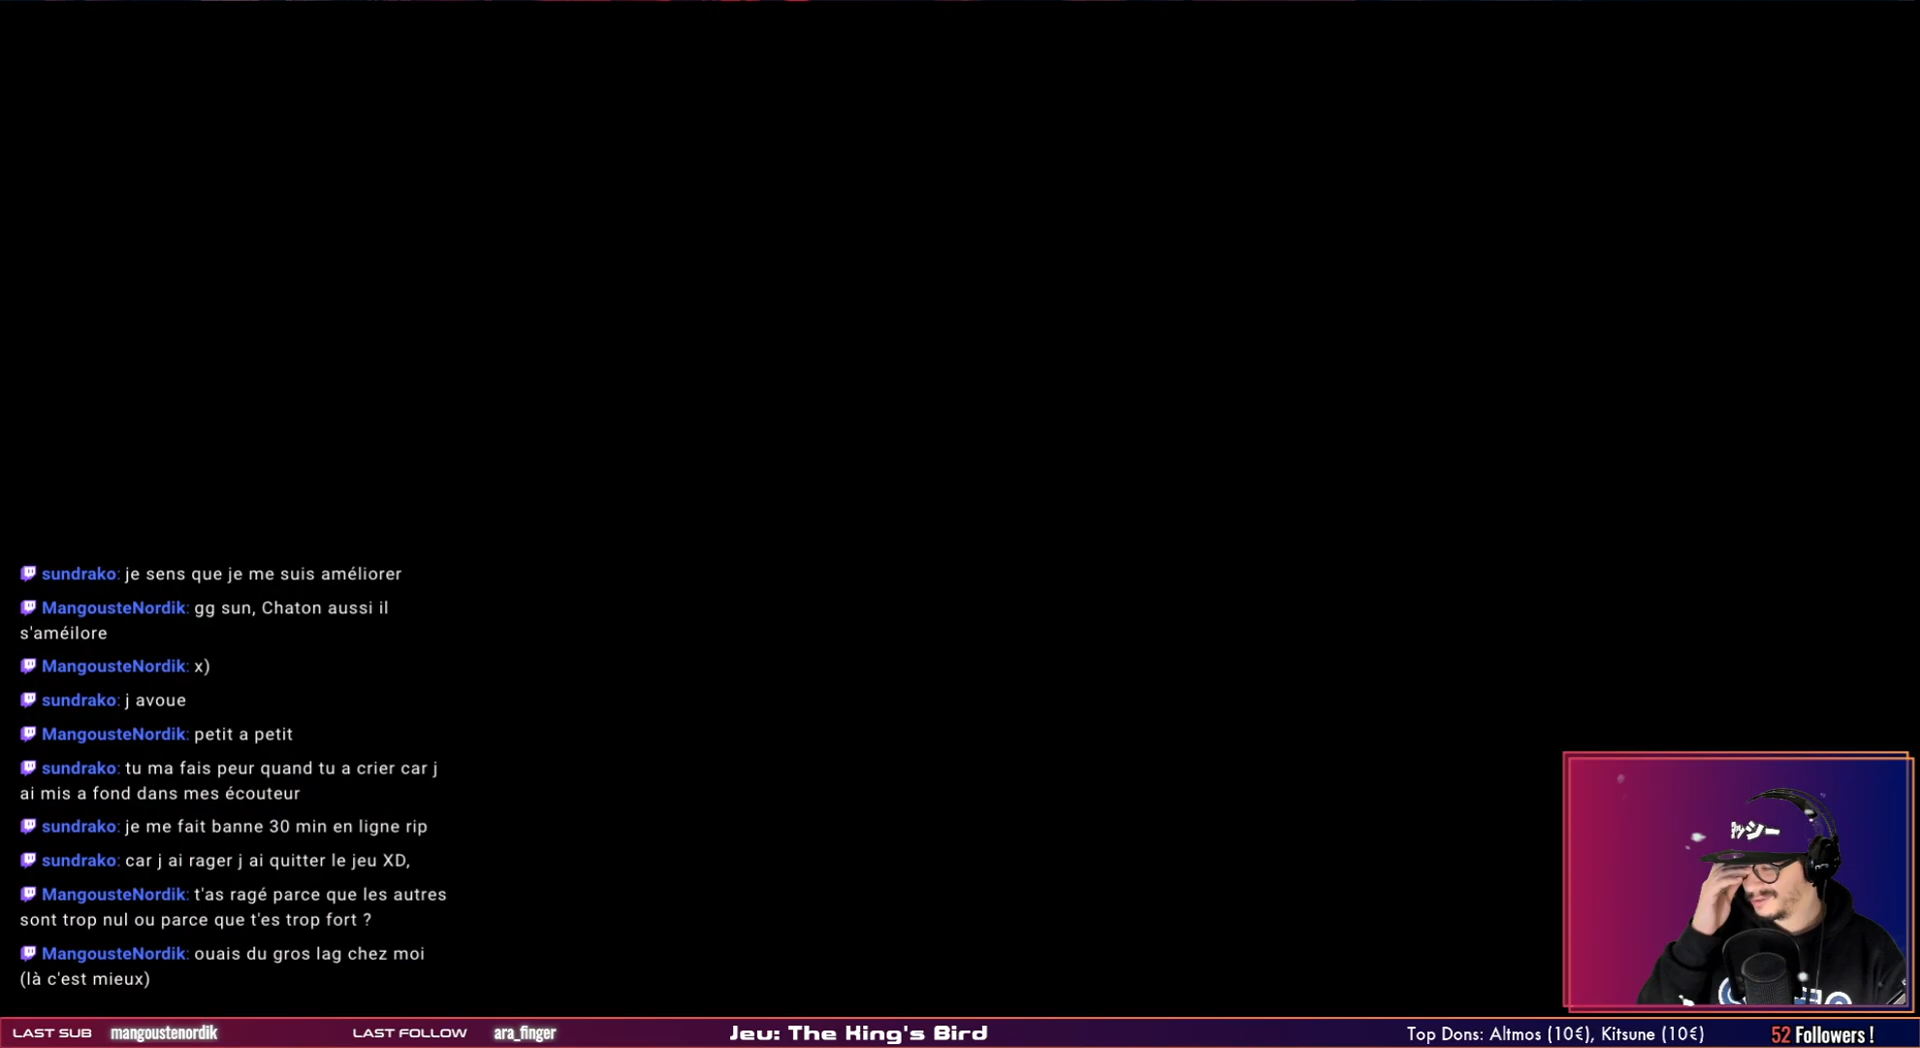 sundrako: je sens que je me suis améliorer
MangousteNordik: gg sun, Chaton aussi il
s'améilore
MangousteNordik: x)
sundrako: j avoue
MangousteNordik: petit a petit
sundrako: tu ma fais peur quand tu a crier car j
ai mis a fond dans mes écouteur
sundrako: je me fait banne 30 min en ligne rip
sundrako: car j ai rager j ai quitter le jeu XD,
MangousteNordik: t'as ragé parce que les autres
sont trop nul ou parce que t'es trop fort ?
MangousteNordik: ouais du gros lag chez moi
(là c'est mieux)
LAST SUB mangoustenordik LAST FOLLOW ara_finger Jeu: The King's Bird Top Dons: Altmos (10€), Kitsune (10€) 52 Followers !